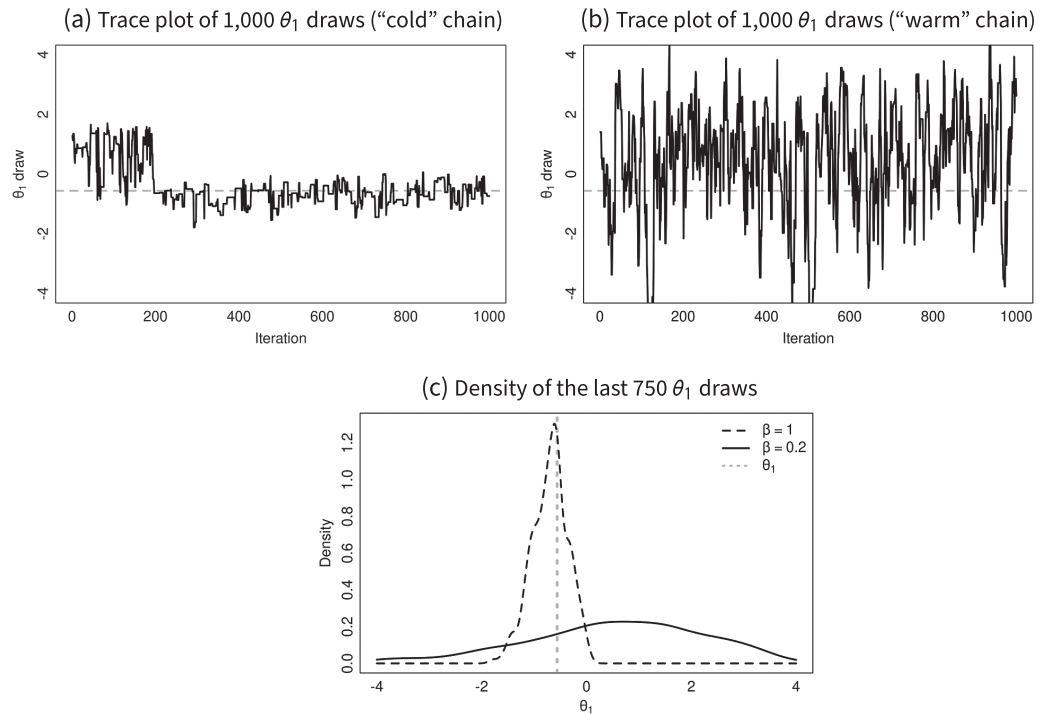 (a) Trace plot of 1,000 θ1 draws (“cold” chain)
4
2
0
-2
-4
θ1 draw
0 200 400 600 800 1000
Iteration
(b) Trace plot of 1,000 θ1 draws (“warm” chain)
4
2
0
-2
-4
θ1 draw
0 200 400 600 800 1000
Iteration
(c) Density of the last 750 θ1 draws
1.2
1.0
0.8
0.6
0.4
0.2
0.0
Density
β = 1
β = 0.2
θ1
-4 -2 0 2 4
θ1